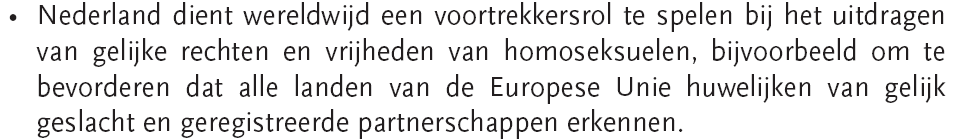 • Nederland dient wereldwijd een voortrekkersrol te spelen bij het uitdragen
van gelijke rechten en vrijheden van homoseksuelen, bijvoorbeeld om te
bevorderen dat alle landen van de Europese Unie huwelijken van gelijk
geslacht en geregistreerde partnerschappen erkennen.